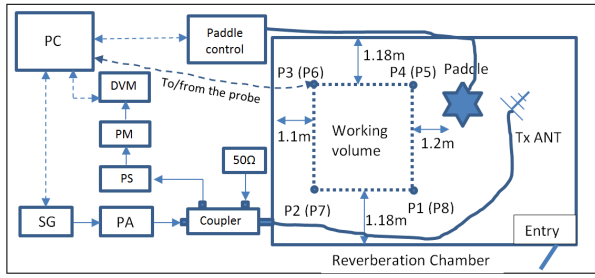 PC
Paddle
control
DVM
To/from the probe
PM
PS
50Ω
SG
PA
Coupler
1.18m
P3 (P6)
P4 (P5)
Paddle
Tx ANT
1.1m
Working
volume
1.2m
P2 (P7)
P1 (P8)
1.18m
Entry
Reverberation Chamber